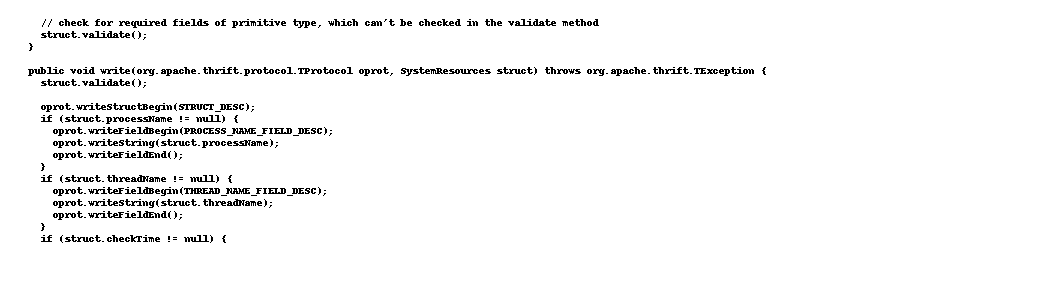 // check for required fields of primitive type, which can't be checked in the validate method
struct.validate();
}
public void write(org.apache.thrift.protocol.TProtocol oprot, SystemResources struct) throws org.apache.thrift.TException {
struct.validate();
oprot.writeStructBegin(STRUCT_DESC);
if (struct.processName != null) {
oprot.writeFieldBegin(PROCESS_NAME_FIELD_DESC);
oprot.writeString(struct.processName);
oprot.writeFieldEnd();
}
if (struct.threadName != null) {
oprot.writeFieldBegin(THREAD_NAME_FIELD_DESC);
oprot.writeString(struct.threadName);
oprot.writeFieldEnd();
}
if (struct.checkTime != null) {